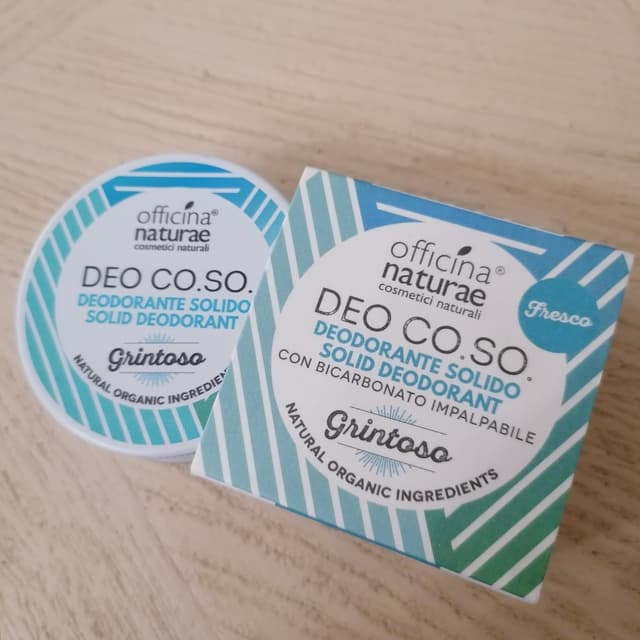 officina®
naturae
cosmetici naturali
DEO CO.SO.
DEODORANTE SOLIDO
SOLID DEODORANT
Grintoso
NATURAL ORGANIC INGREDIEN
officina
naturae®
cosmetici naturali
Fresco
DEO CO.SO.
DEODORANTE SOLIDO
SOLID DEODORANT
CON BICARBONATO IMPALPABILE
Grintoso
NATURAL ORGANIC INGREDIENTS